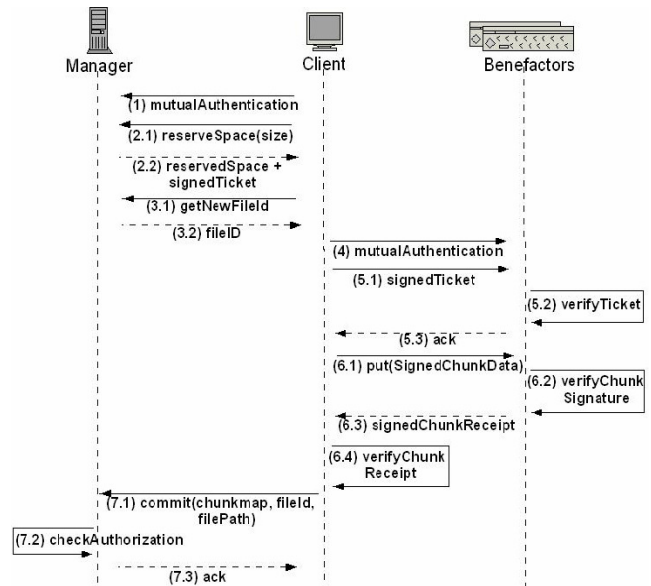 Manager
Client
Benefactors
(1) mutualAuthentication
(2.1) reserveSpace(size)
(2.2) reservedSpace +
signedTicket
(3.1) getNewFileId
(3.2) fileID
(4) mutualAuthentication
(5.1) signedTicket
(5.2) verifyTicket
(5.3) ack
(6.1) put(SignedChunkData)
(6.2) verifyChunk
Signature
(6.3) signedChunkReceipt
(6.4) verifyChunk
Receipt
(7.1) commit(chunkmap, fileId,
filePath)
(7.2) checkAuthorization
(7.3) ack